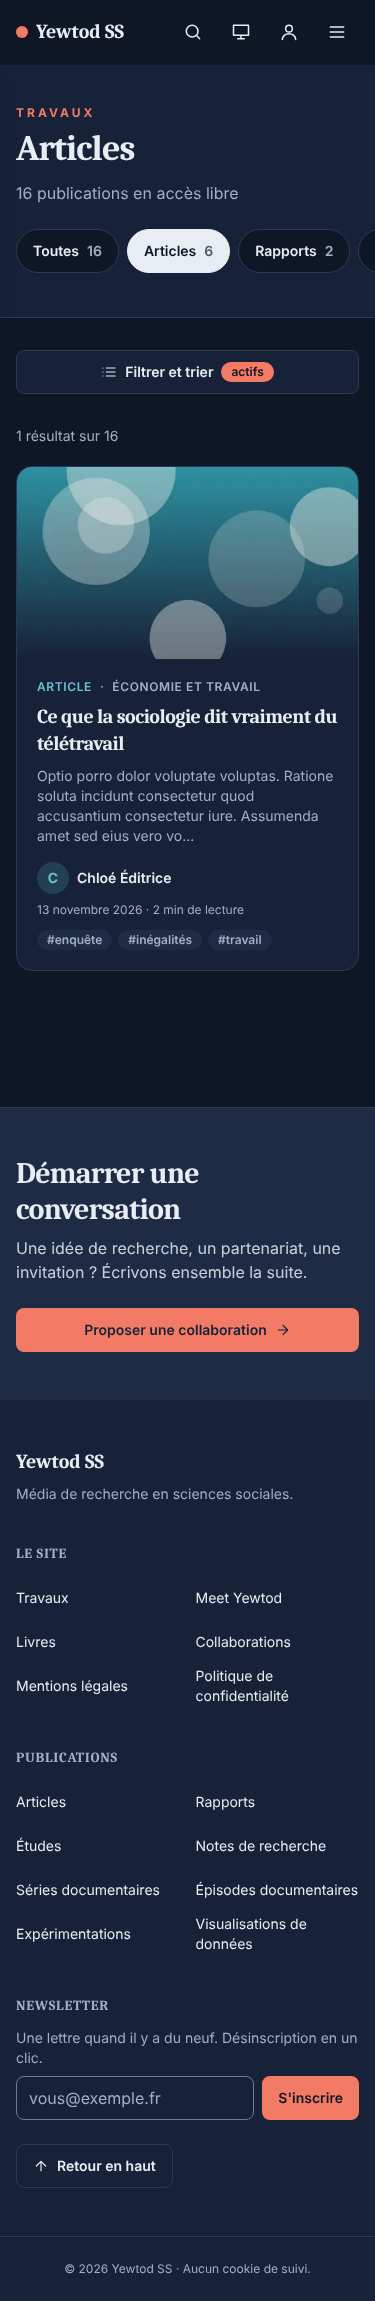 Yewtod SS
TRAVAUX
Articles
16 publications en accès libre
Toutes 16
Articles 6
Rapports 2
Filtrer et trier actifs
1 résultat sur 16
ARTICLE · ÉCONOMIE ET TRAVAIL
Ce que la sociologie dit vraiment du
télétravail
Optio porro dolor voluptate voluptas. Ratione
soluta incidunt consectetur quod
accusantium consectetur iure. Assumenda
amet sed eius vero vo...
C Chloé Éditrice
13 novembre 2026 · 2 min de lecture
#enquête #inégalités #travail
Démarrer une
conversation
Une idée de recherche, un partenariat, une
invitation ? Écrivons ensemble la suite.
Proposer une collaboration
Yewtod SS
Média de recherche en sciences sociales.
LE SITE
Travaux
Meet Yewtod
Livres
Collaborations
Mentions légales
Politique de
confidentialité
PUBLICATIONS
Articles
Rapports
Études
Notes de recherche
Séries documentaires
Épisodes documentaires
Expérimentations
Visualisations de
données
NEWSLETTER
Une lettre quand il y a du neuf. Désinscription en un
clic.
vous@exemple.fr
S'inscrire
Retour en haut
© 2026 Yewtod SS · Aucun cookie de suivi.